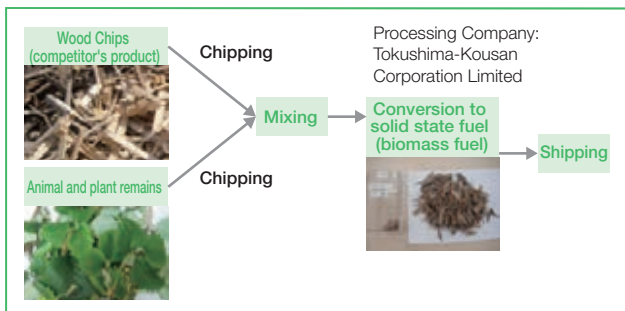 Wood Chips
(competitor's product)
Chipping
Processing Company:
Tokushima-Kousan
Corporation Limited
Mixing
Conversion to
solid state fuel
(biomass fuel)
Shipping
Animal and plant remains
Chipping